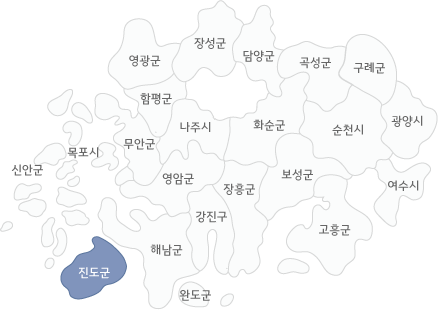 장성군
담양군
영광군
곡성군
구례군
함평군
나주시
화순군
순천시
광양시
목포시
무안군
신안군
영암군
장흥군
보성군
여수시
강진구
고흥군
해남군
진도군
완도군